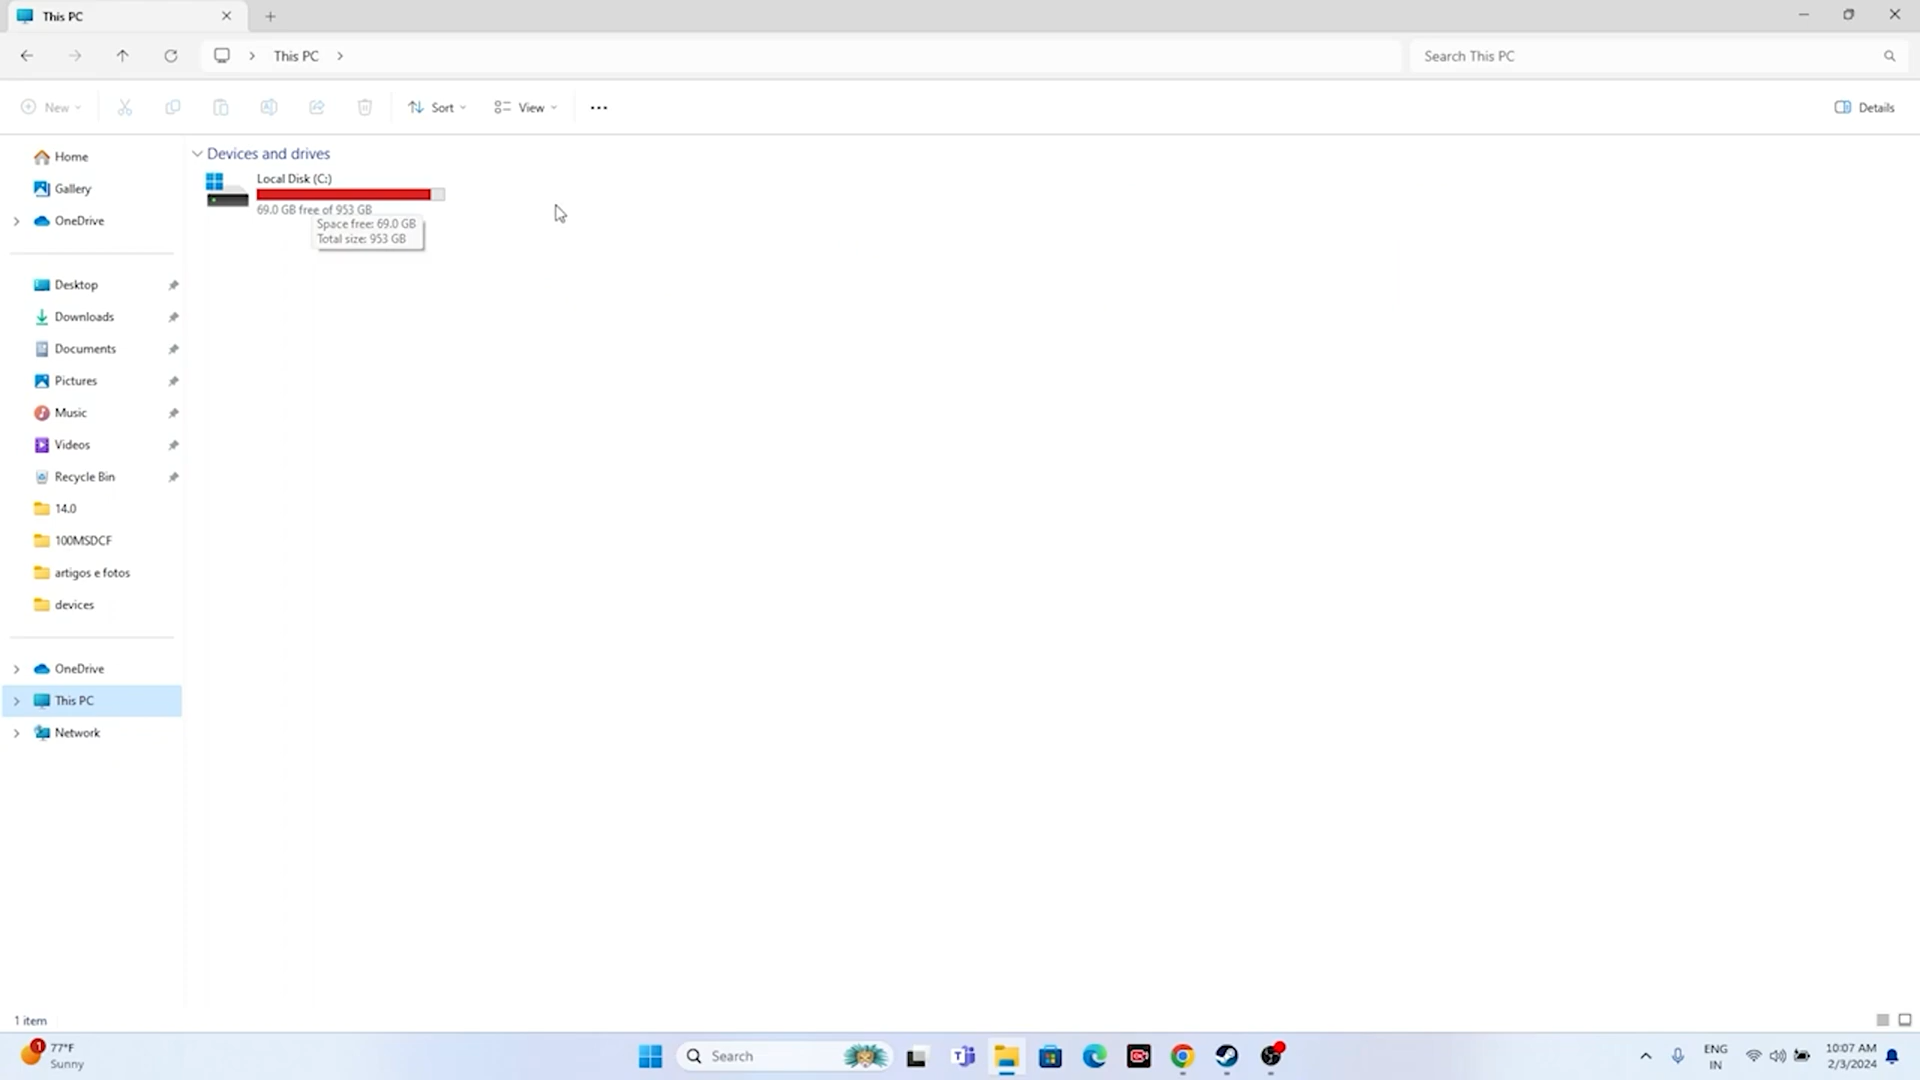 This PC
This PC
Search This PC
New
Sort
View
Details
Home
Gallery
OneDrive
Desktop
Downloads
Documents
Pictures
Music
Videos
Recycle Bin
14.0
100MSDCF
artigos e fotos
devices
OneDrive
This PC
Network
Devices and drives
Local Disk (C:)
69.0 GB free of 953 GB
Space free: 69.0 GB
Total size: 953 GB
1 item
1
77°F
Sunny
Search
ENG
IN
10:07 AM
2/3/2024